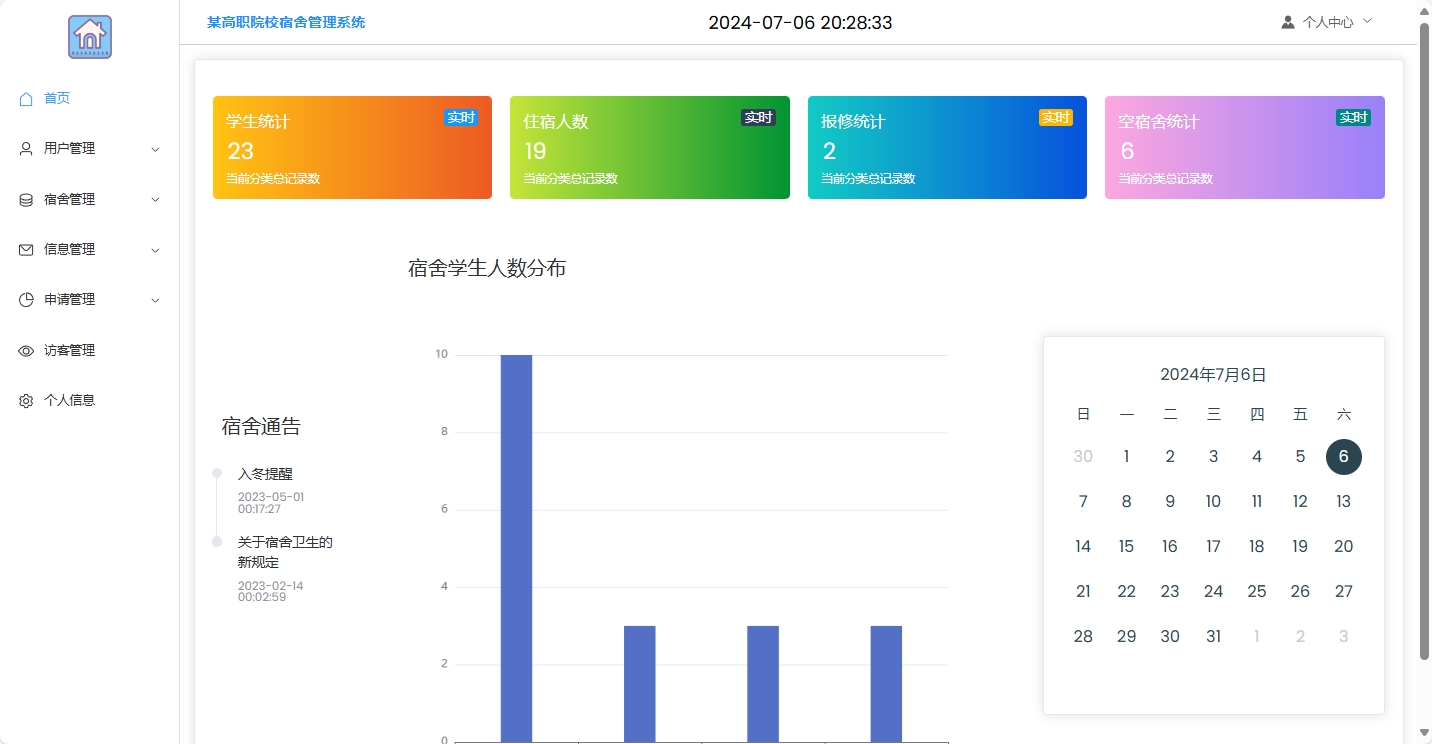 某高职院校宿舍管理系统
2024-07-06 20:28:33
个人中心
首页
用户管理
宿舍管理
信息管理
申请管理
访客管理
个人信息
学生统计
实时
23
当前分类总记录数
住宿人数
实时
19
当前分类总记录数
报修统计
实时
2
当前分类总记录数
空宿舍统计
实时
6
当前分类总记录数
宿舍通告
入冬提醒
2023-05-01
00:17:27
关于宿舍卫生的
新规定
2023-02-14
00:02:59
宿舍学生人数分布
10
8
6
4
2
0
2024年7月6日
日 一 二 三 四 五 六
30 1 2 3 4 5 6
7 8 9 10 11 12 13
14 15 16 17 18 19 20
21 22 23 24 25 26 27
28 29 30 31 1 2 3